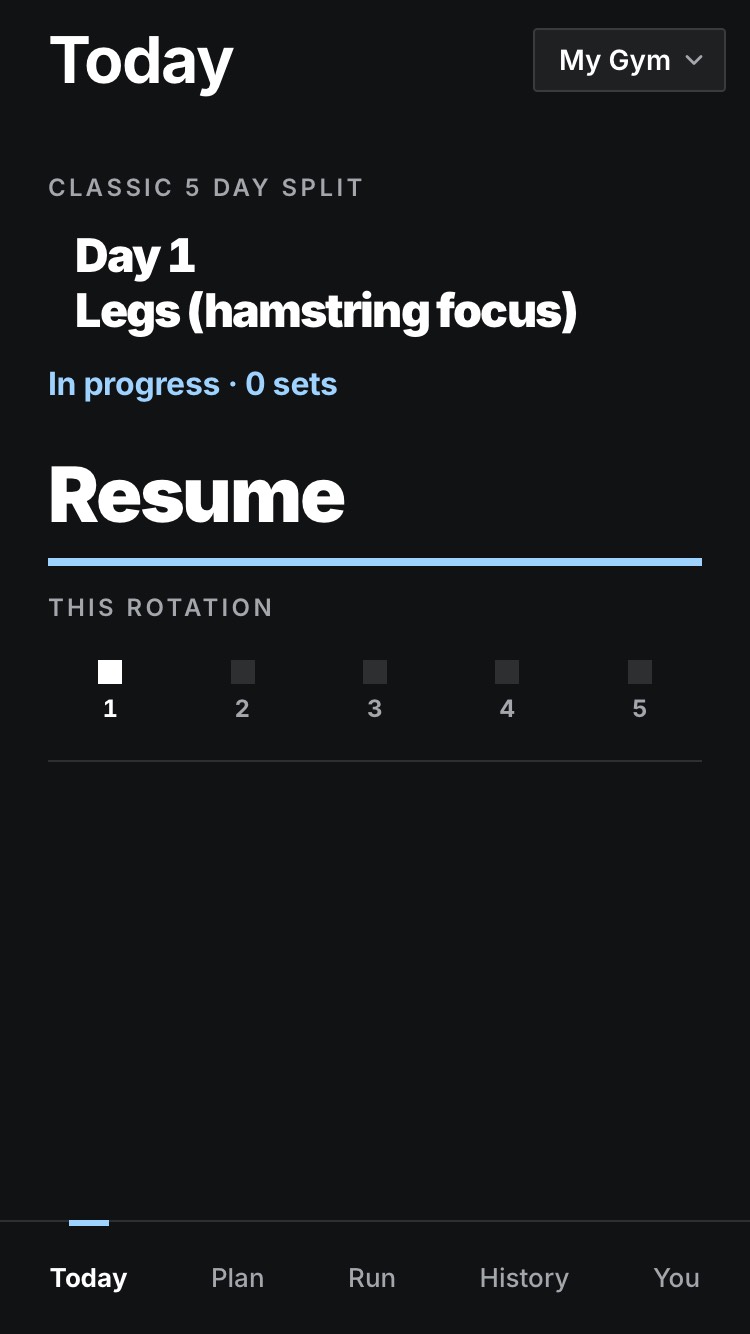 Today
My Gym
CLASSIC 5 DAY SPLIT
Day 1
Legs (hamstring focus)
In progress · 0 sets
Resume
THIS ROTATION
1 2 3 4 5
Today Plan Run History You